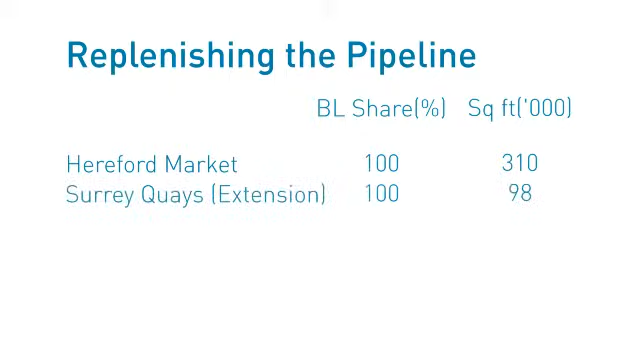 Replenishing the Pipeline
BL Share(%) Sq ft('000)
Hereford Market 100 310
Surrey Quays (Extension) 100 98